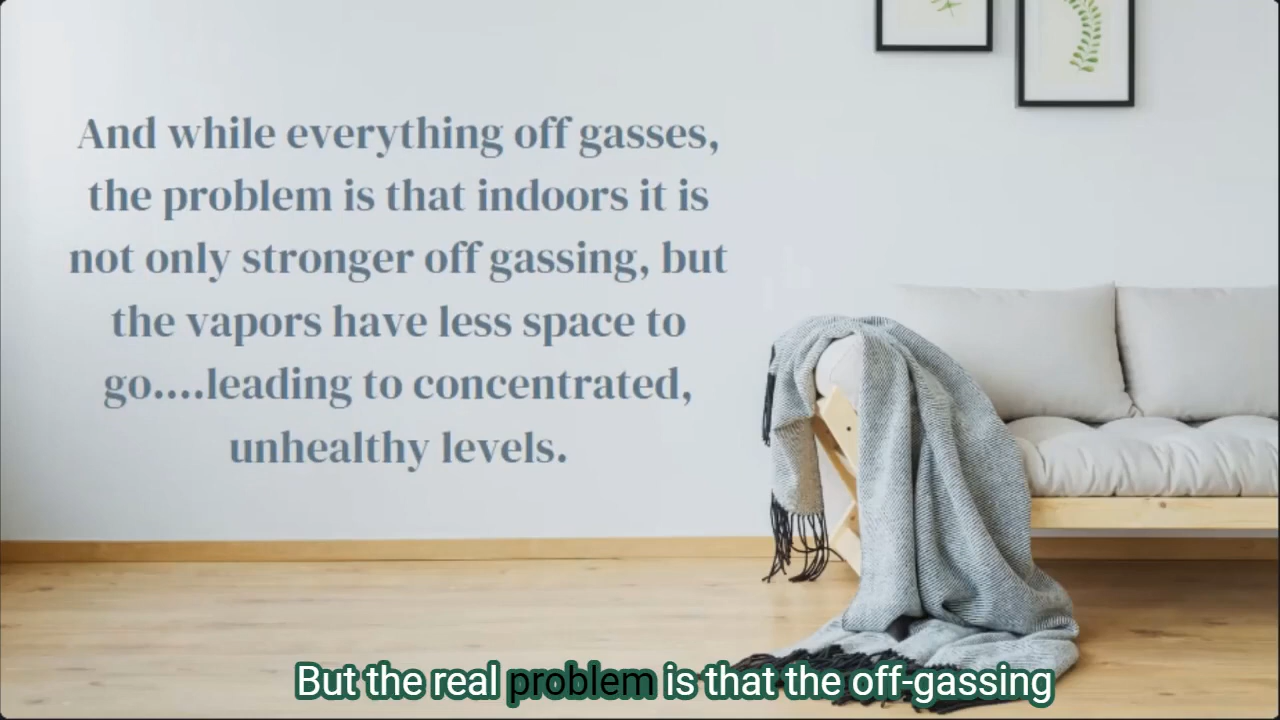 And while everything off gasses,
the problem is that indoors it is
not only stronger off gassing, but
the vapors have less space to
go....leading to concentrated,
unhealthy levels.
But the real problem is that the off-gassing